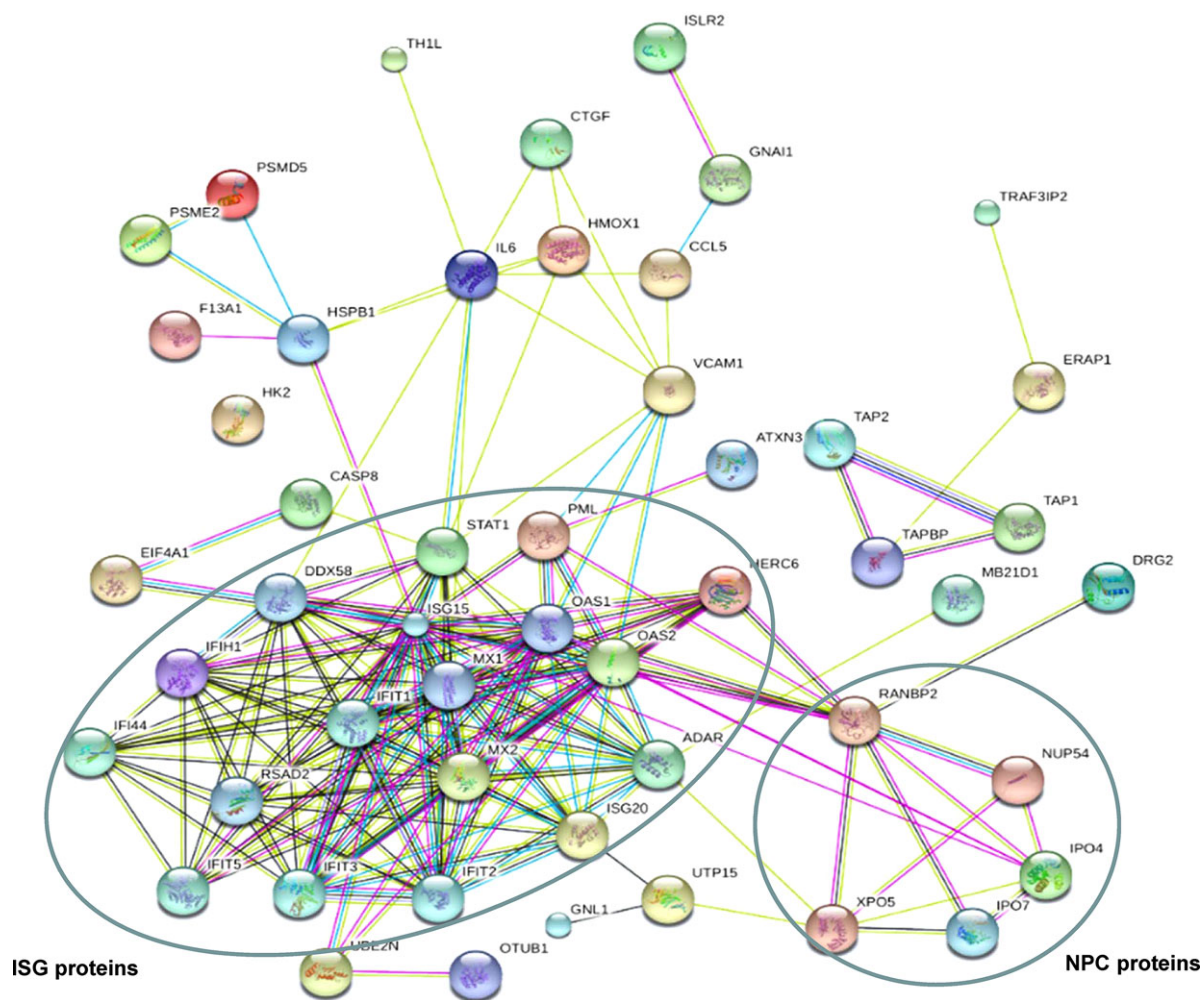 TH1L
ISLR2
CTGF
GNAI1
PSMD5
PSME2
TRAF3IP2
HMOX1
IL6
CCL5
F13A1
HSPB1
VCAM1
ERAP1
HK2
TAP2
ATXN3
CASP8
TAP1
STAT1
PML
TAPBP
EIF4A1
DDX58
HERC6
MB21D1
DRG2
ISG15
OAS1
OAS2
IFIH1
MX1
IFIT1
RANBP2
IFI44
ADAR
NUP54
MX2
RSAD2
ISG20
IPO4
IFIT5
IFIT3
IFIT2
UTP15
XPO5
IPO7
GNL1
UBE2N
OTUB1
ISG proteins
NPC proteins